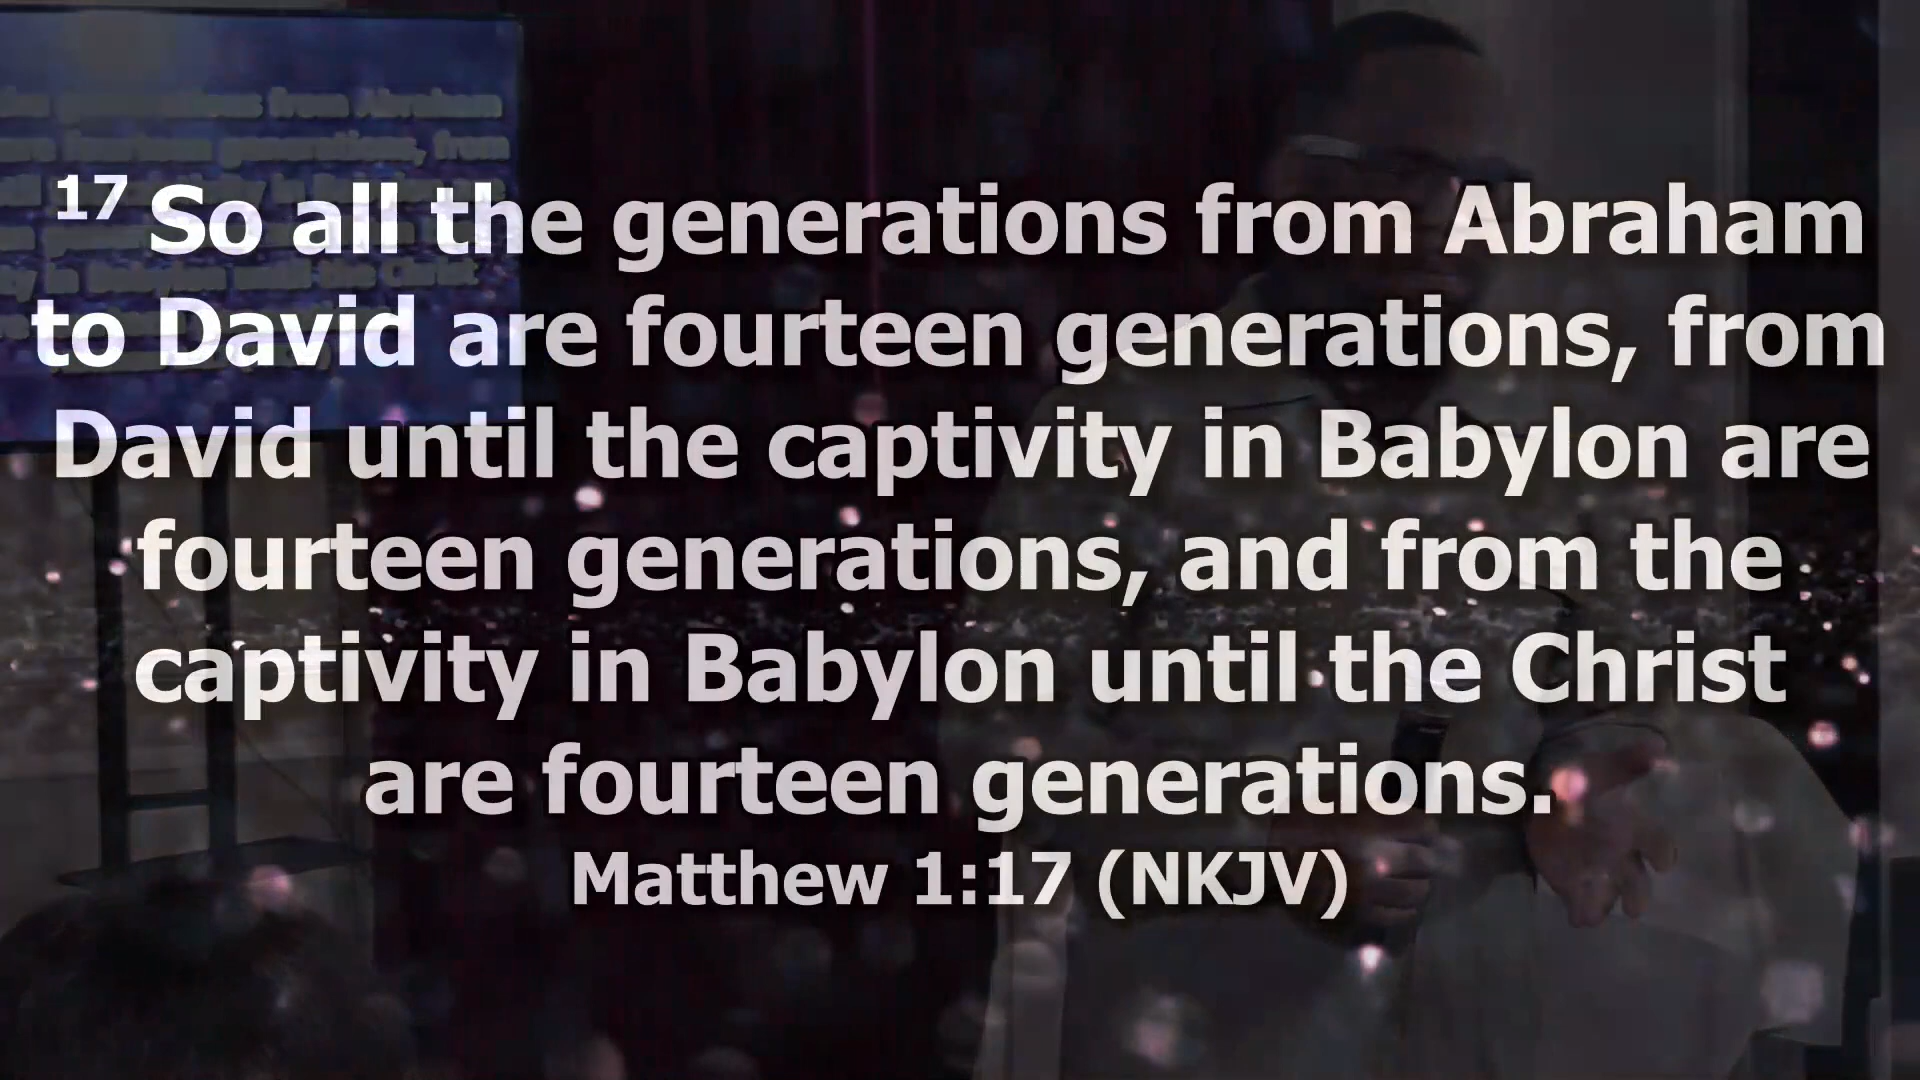 17 So all the generations from Abraham
to David are fourteen generations, from
David until the captivity in Babylon are
fourteen generations, and from the
captivity in Babylon until the Christ
are fourteen generations.
Matthew 1:17 (NKJV)